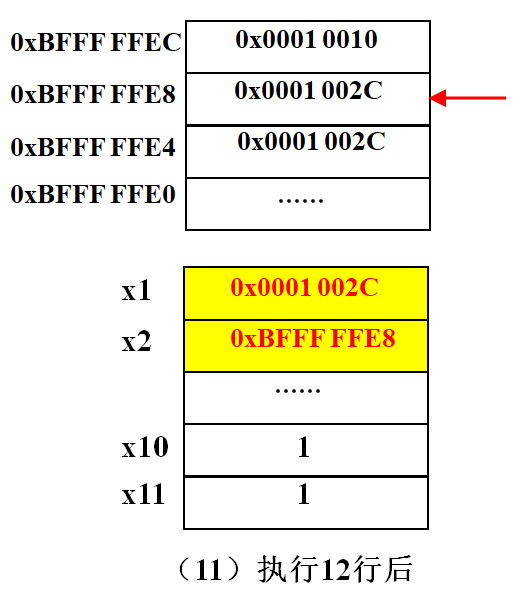 0xBFFF FFEC 0x0001 0010
0xBFFF FFE8 0x0001 002C
0xBFFF FFE4 0x0001 002C
0xBFFF FFE0 ······
x1 0x0001 002C
x2 0xBFFF FFE8
······
x10 1
x11 1
（11）执行12行后